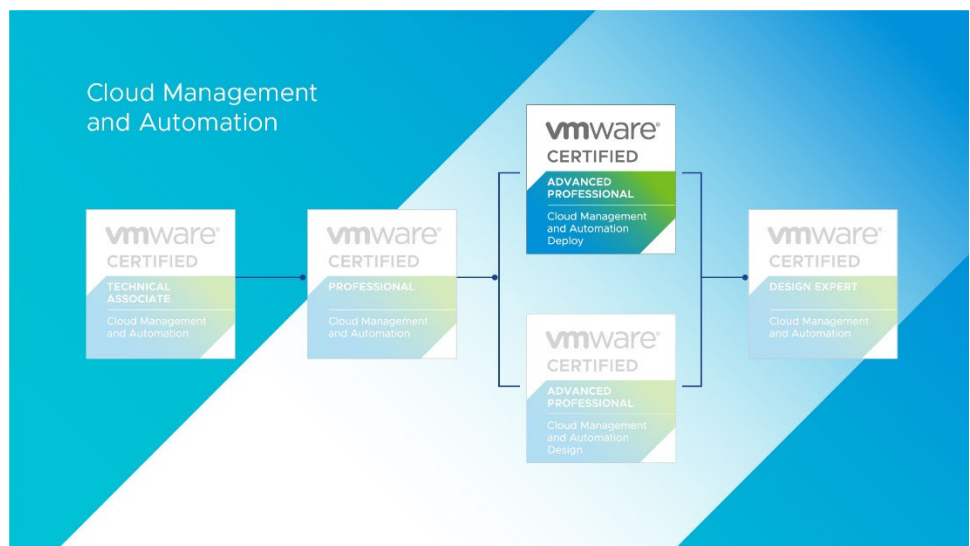 Cloud Management
and Automation
vmware®
CERTIFIED
TECHNICAL
ASSOCIATE
Cloud Management
and Automation
vmware®
CERTIFIED
PROFESSIONAL
Cloud Management
and Automation
vmware®
CERTIFIED
ADVANCED
PROFESSIONAL
Cloud Management
and Automation
Deploy
vmware®
CERTIFIED
ADVANCED
PROFESSIONAL
Cloud Management
and Automation
Design
vmware®
CERTIFIED
DESIGN EXPERT
Cloud Management
and Automation